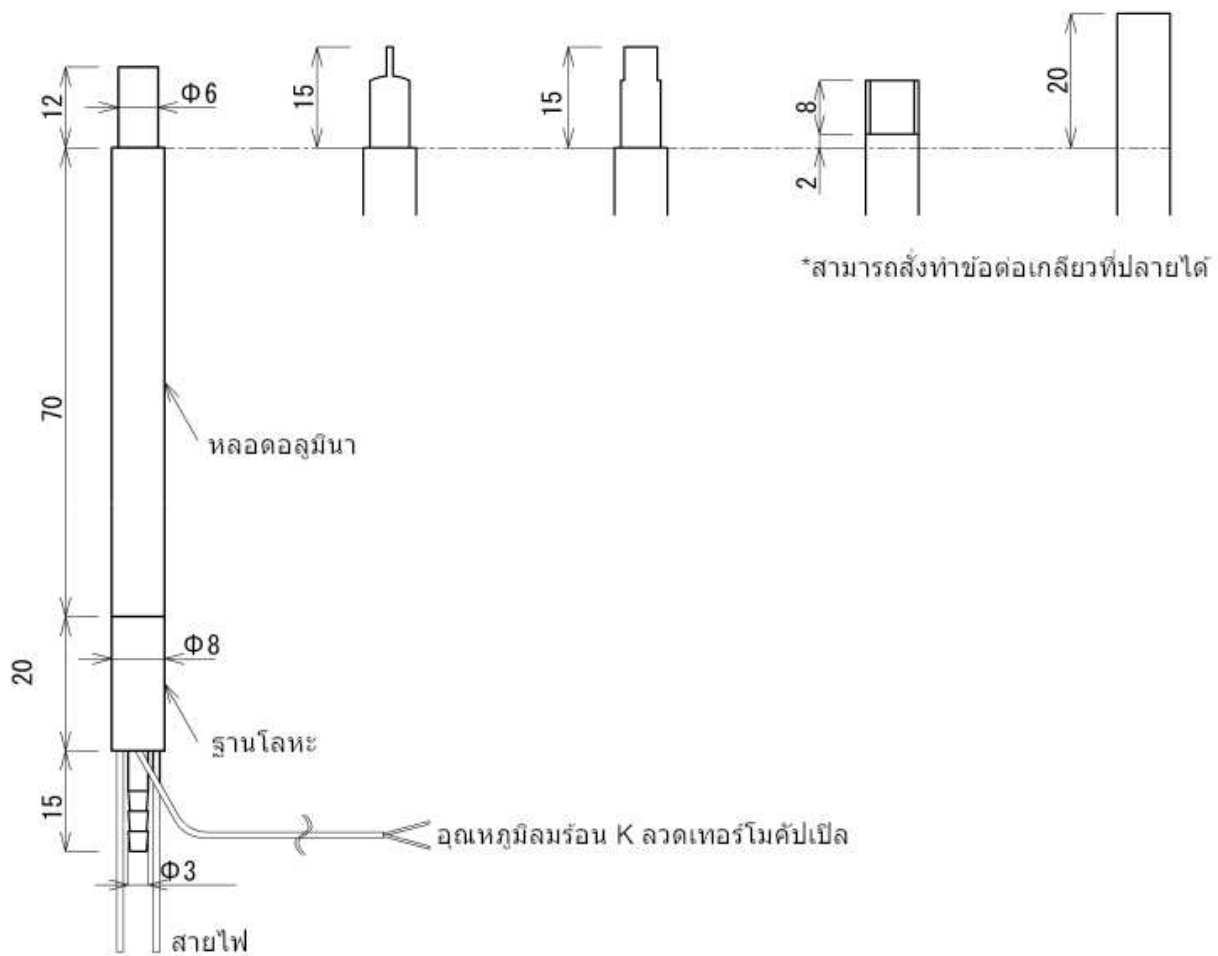 20
15
15
12
Φ6
8
2
*สามารถสั่งทำข้อต่อเกลียวที่ปลายได้
70
หลอดอลูมินา
Φ8
20
ฐานโลหะ
15
อุณหภูมิลมร้อน K ลวดเทอร์โมคัปเปิล
Φ3
สายไฟ